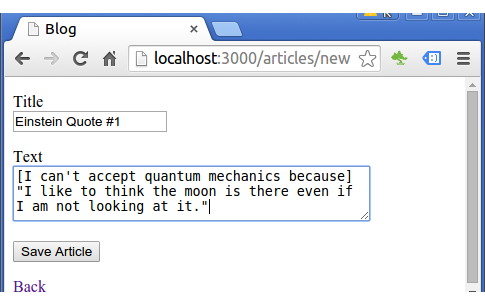 Blog
localhost:3000/articles/new
Title
Einstein Quote #1
Text
[I can't accept quantum mechanics because]
"I like to think the moon is there even if
I am not looking at it."
Save Article
Back